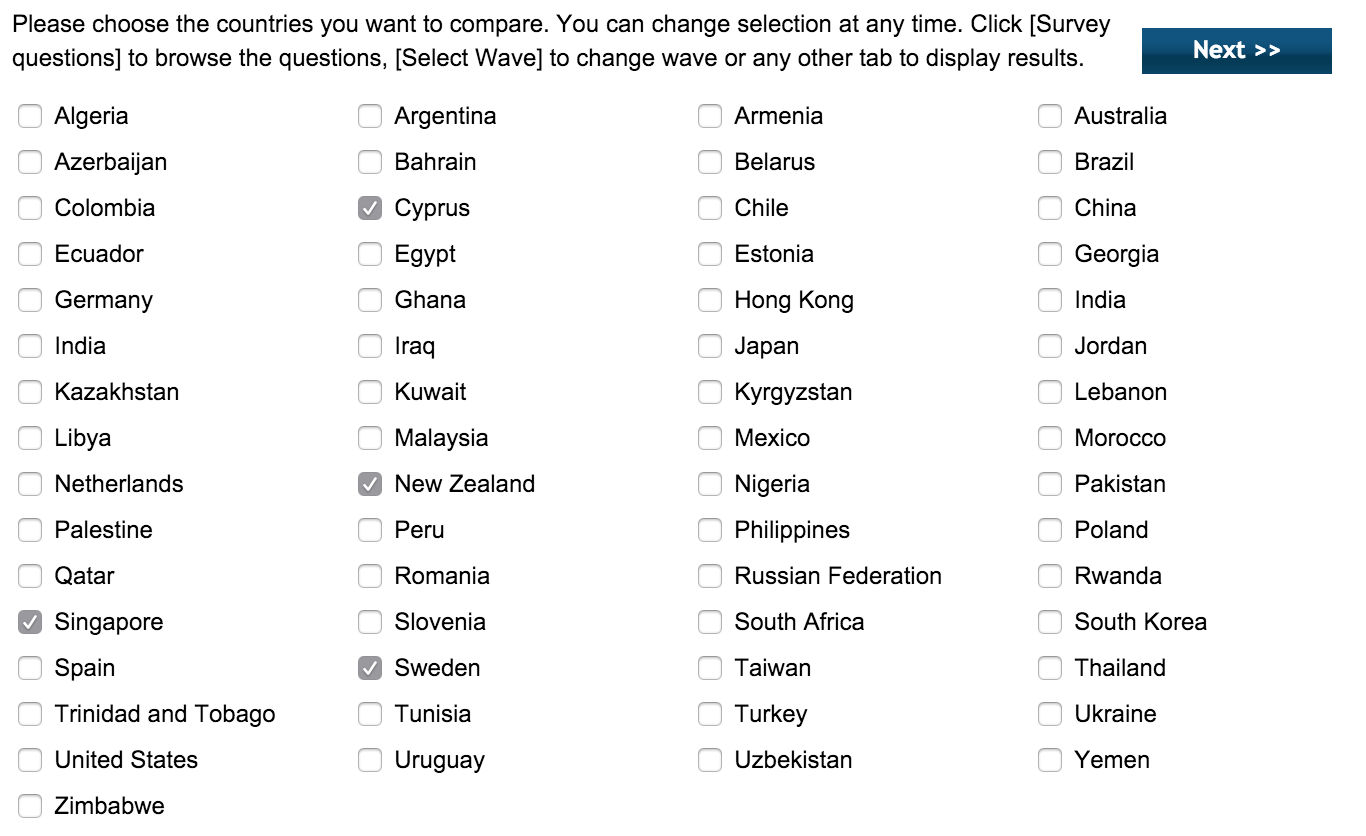 Please choose the countries you want to compare. You can change selection at any time. Click [Survey
questions] to browse the questions, [Select Wave] to change wave or any other tab to display results.
Next >>
Algeria Argentina Armenia Australia
Azerbaijan Bahrain Belarus Brazil
Colombia Cyprus Chile China
Ecuador Egypt Estonia Georgia
Germany Ghana Hong Kong India
India Iraq Japan Jordan
Kazakhstan Kuwait Kyrgyzstan Lebanon
Libya Malaysia Mexico Morocco
Netherlands New Zealand Nigeria Pakistan
Palestine Peru Philippines Poland
Qatar Romania Russian Federation Rwanda
Singapore Slovenia South Africa South Korea
Spain Sweden Taiwan Thailand
Trinidad and Tobago Tunisia Turkey Ukraine
United States Uruguay Uzbekistan Yemen
Zimbabwe